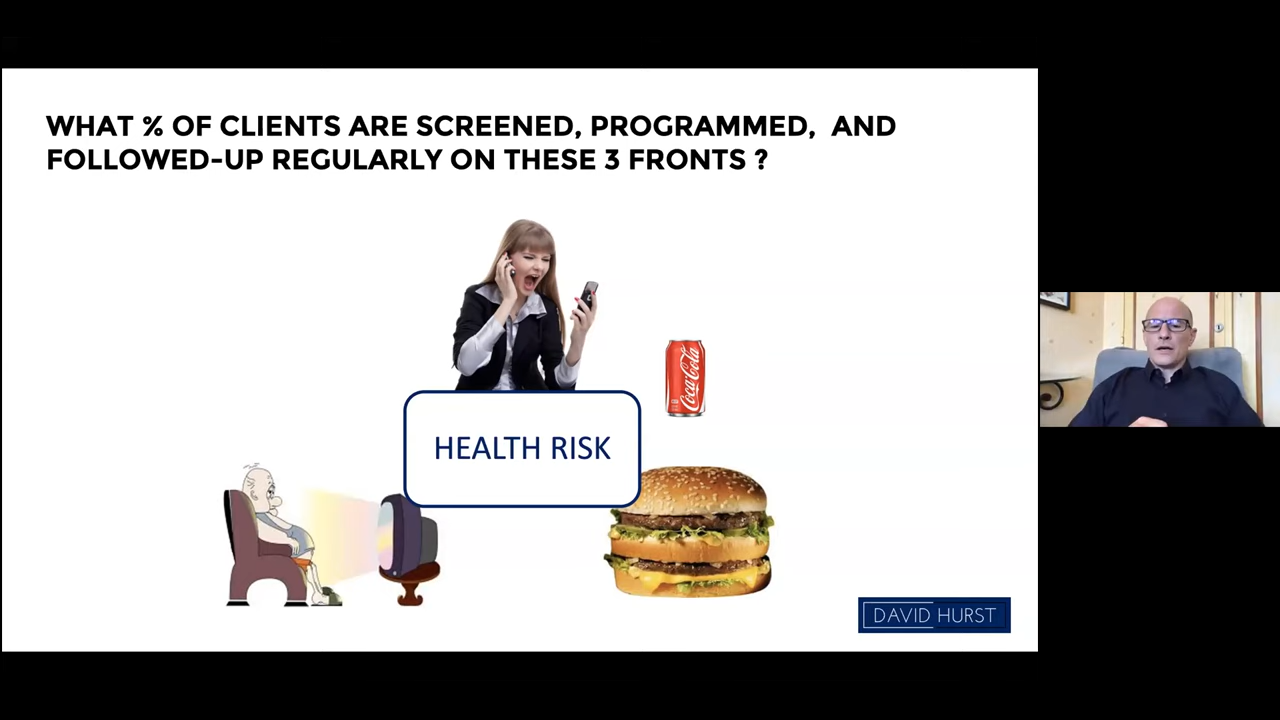 WHAT % OF CLIENTS ARE SCREENED, PROGRAMMED, AND
FOLLOWED-UP REGULARLY ON THESE 3 FRONTS ?
Coca-Cola
HEALTH RISK
DAVID HURST